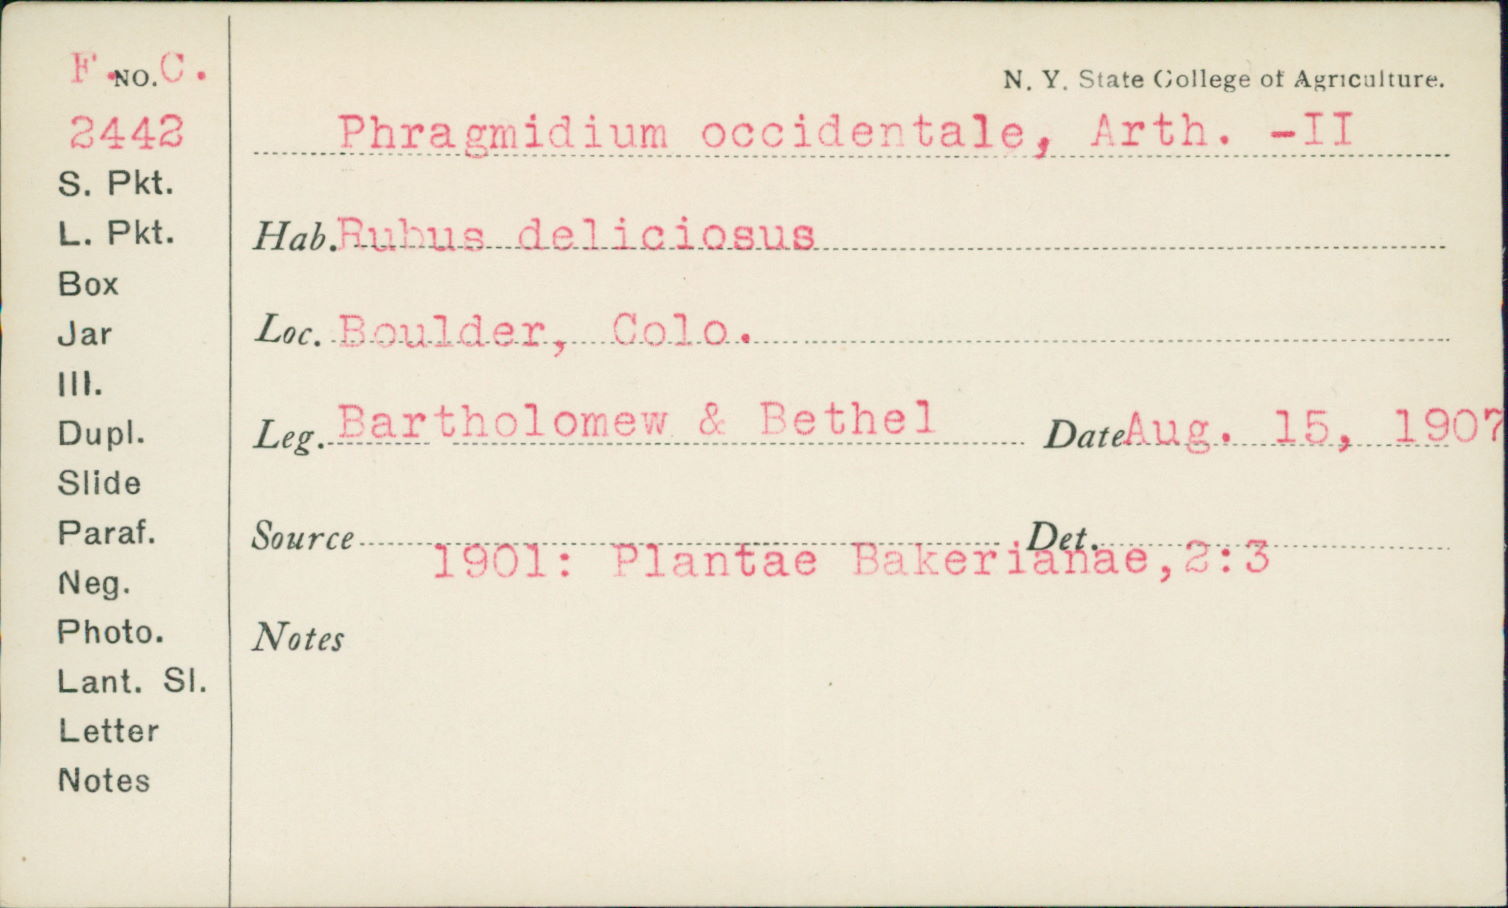 F. NO. C.
2442
S. Pkt.
L. Pkt.
Box
Jar
Ill.
Dupl.
Slide
Paraf.
Neg.
Photo.
Lant. Sl.
Letter
Notes
N. Y. State College of Agriculture.
Phragmidium occidentale, Arth. -II
Hab. Rubus deliciosus
Loc. Boulder, Colo.
Leg. Bartholomew & Bethel Date Aug. 15, 1907
Source Det.
1901: Plantae Bakerianae,2:3
Notes